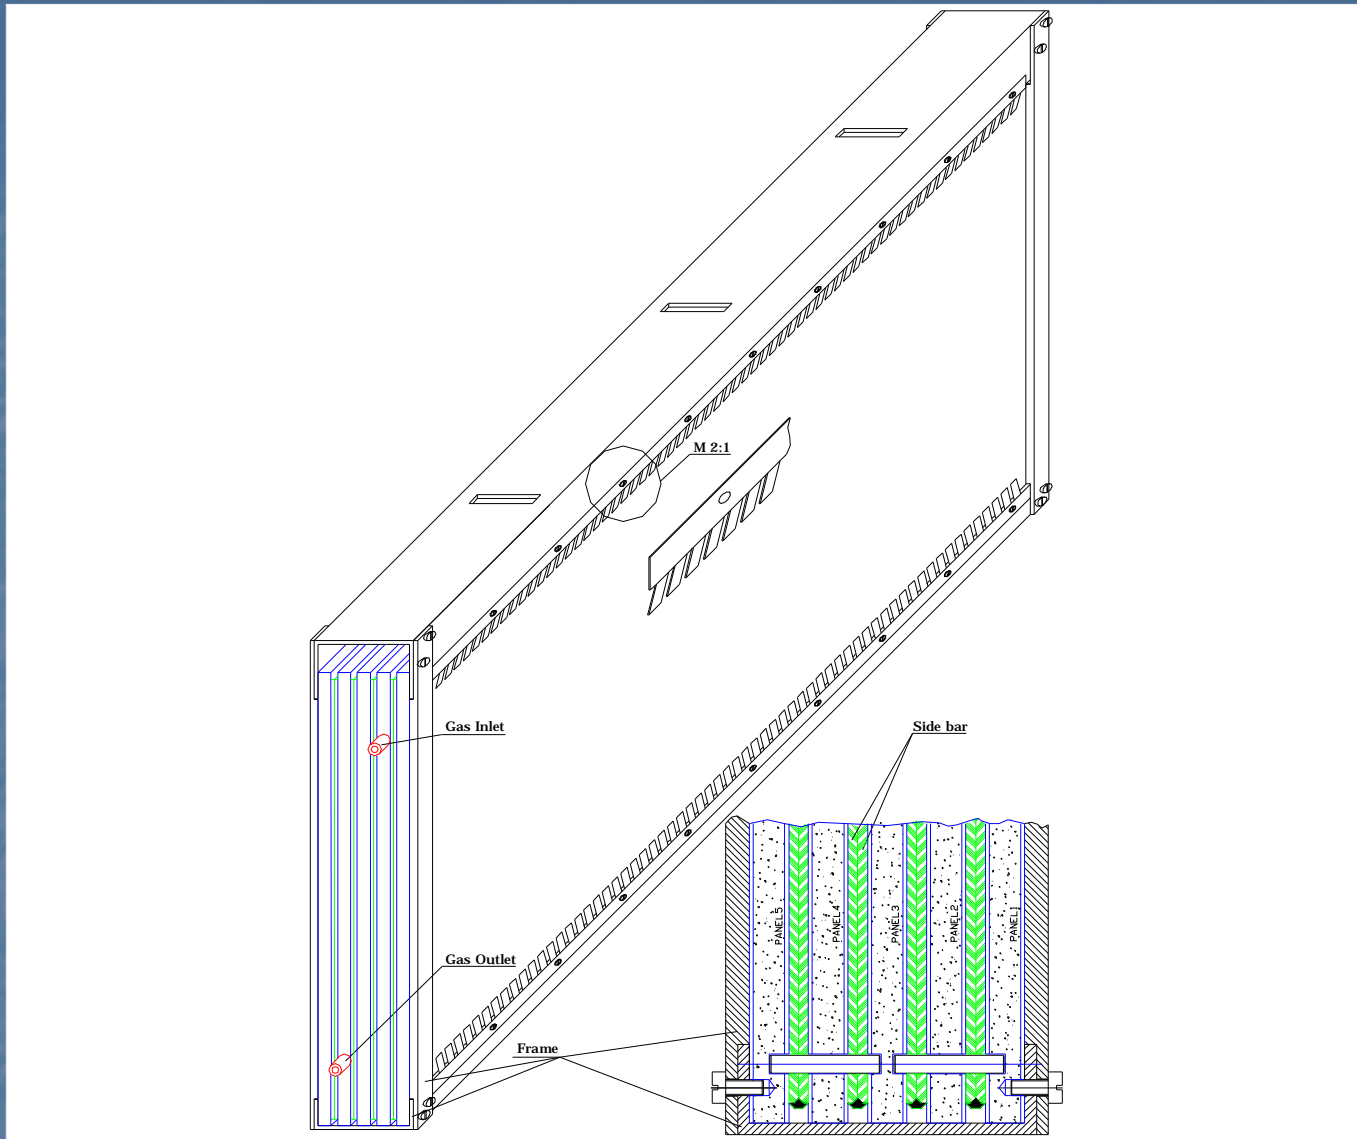 M 2:1
Gas Inlet
Side bar
PANEL5
PANEL4
PANEL3
PANEL2
PANEL1
Gas Outlet
Frame